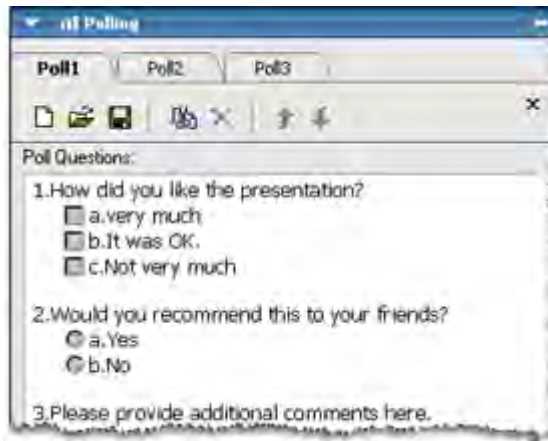 Polling
Poll1 Poll2 Poll3
Poll Questions:
1.How did you like the presentation?
a.very much
b.It was OK.
c.Not very much
2.Would you recommend this to your friends?
a.Yes
b.No
3.Please provide additional comments here.